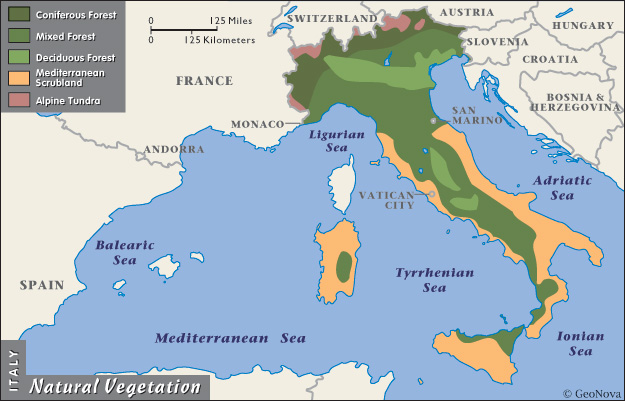 Coniferous Forest
Mixed Forest
Deciduous Forest
Mediterranean
Scrubland
Alpine Tundra
0 125 Miles
0 125 Kilometers
SWITZERLAND
AUSTRIA
HUNGARY
SLOVENIA
CROATIA
BOSNIA &
HERZEGOVINA
FRANCE
MONACO
ANDORRA
SPAIN
Ligurian
Sea
SAN
MARINO
VATICAN
CITY
Adriatic
Sea
Balearic
Sea
Tyrrhenian
Sea
Mediterranean Sea
Ionian
Sea
ITALY
Natural Vegetation
© GeoNova